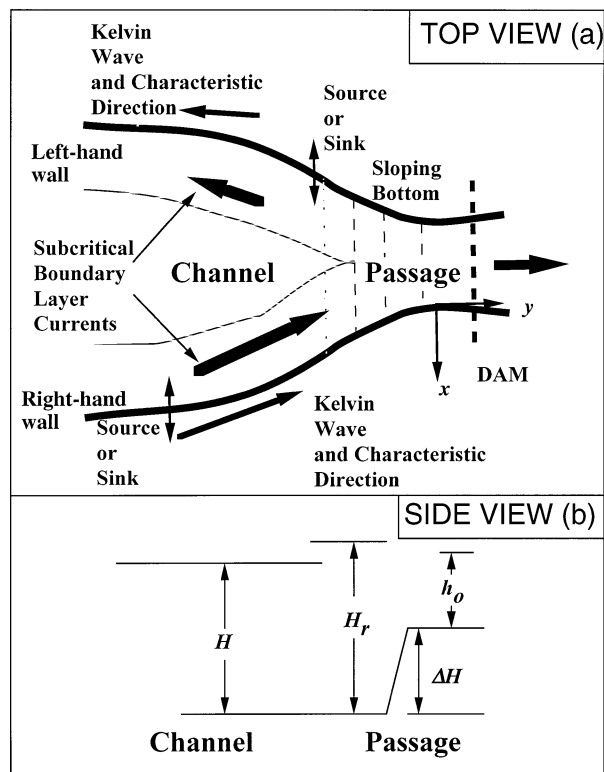 TOP VIEW (a)
Kelvin
Wave
and Characteristic
Direction
Source
or
Sink
Left-hand
wall
Sloping
Bottom
Subcritical
Boundary
Layer
Currents
Channel
Passage
y
x
DAM
Right-hand
wall
Source
or
Sink
Kelvin
Wave
and Characteristic
Direction
SIDE VIEW (b)
H
Hr
ho
ΔH
Channel
Passage